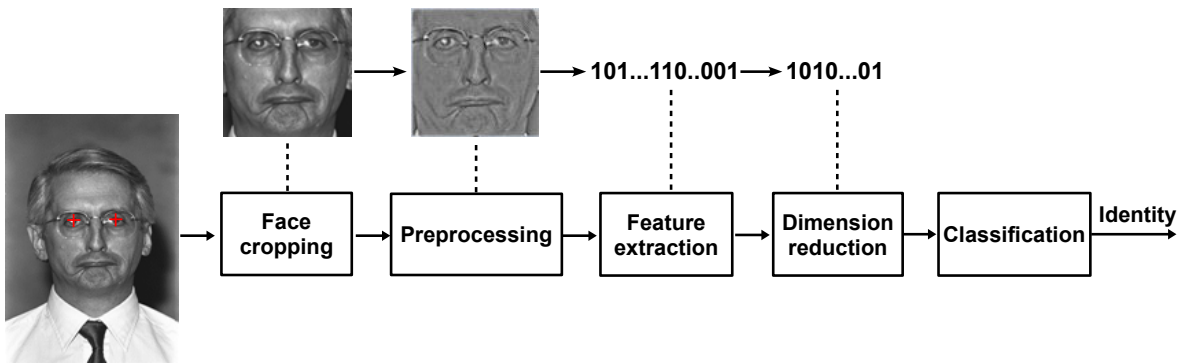 101...110..001
1010...01
Face
cropping
Preprocessing
Feature
extraction
Dimension
reduction
Classification
Identity